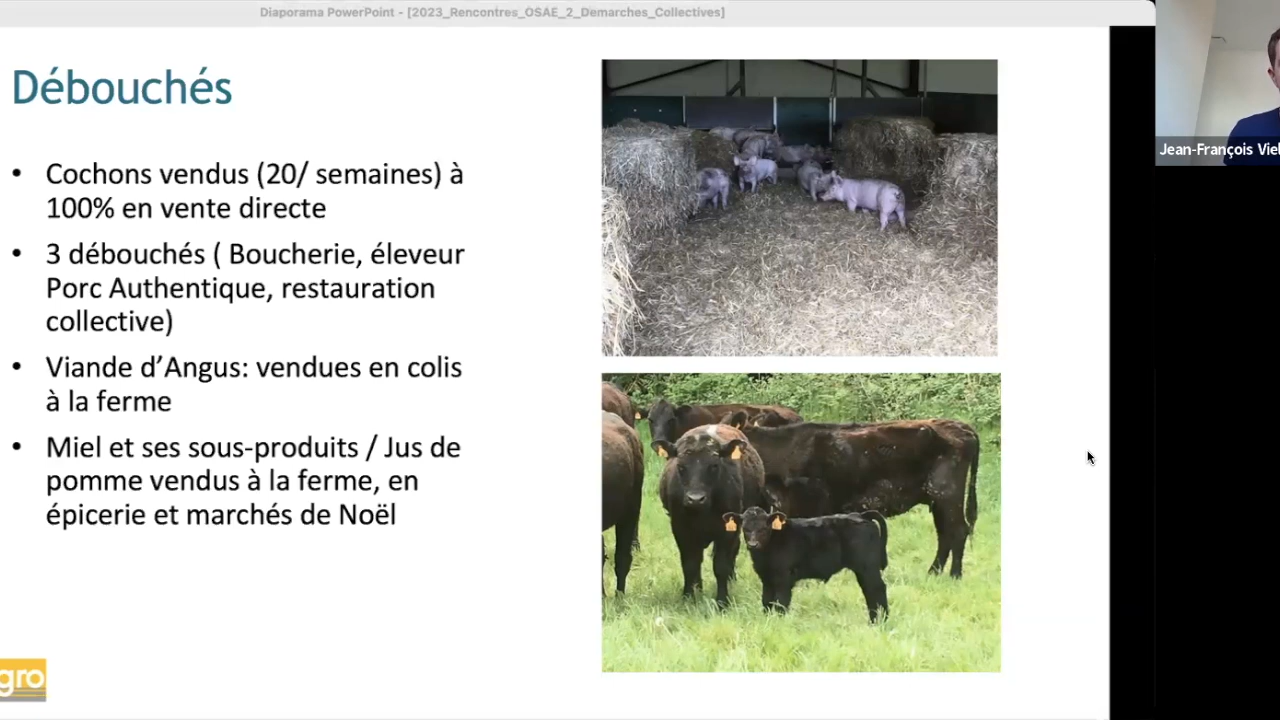 Diaporama PowerPoint - [2023_Rencontres_OSAE_2_Demarches_Collectives]
Débouchés
• Cochons vendus (20/ semaines) à
100% en vente directe
• 3 débouchés ( Boucherie, éleveur
Porc Authentique, restauration
collective)
• Viande d’Angus: vendues en colis
à la ferme
• Miel et ses sous-produits / Jus de
pomme vendus à la ferme, en
épicerie et marchés de Noël
gro
Jean-François Vie